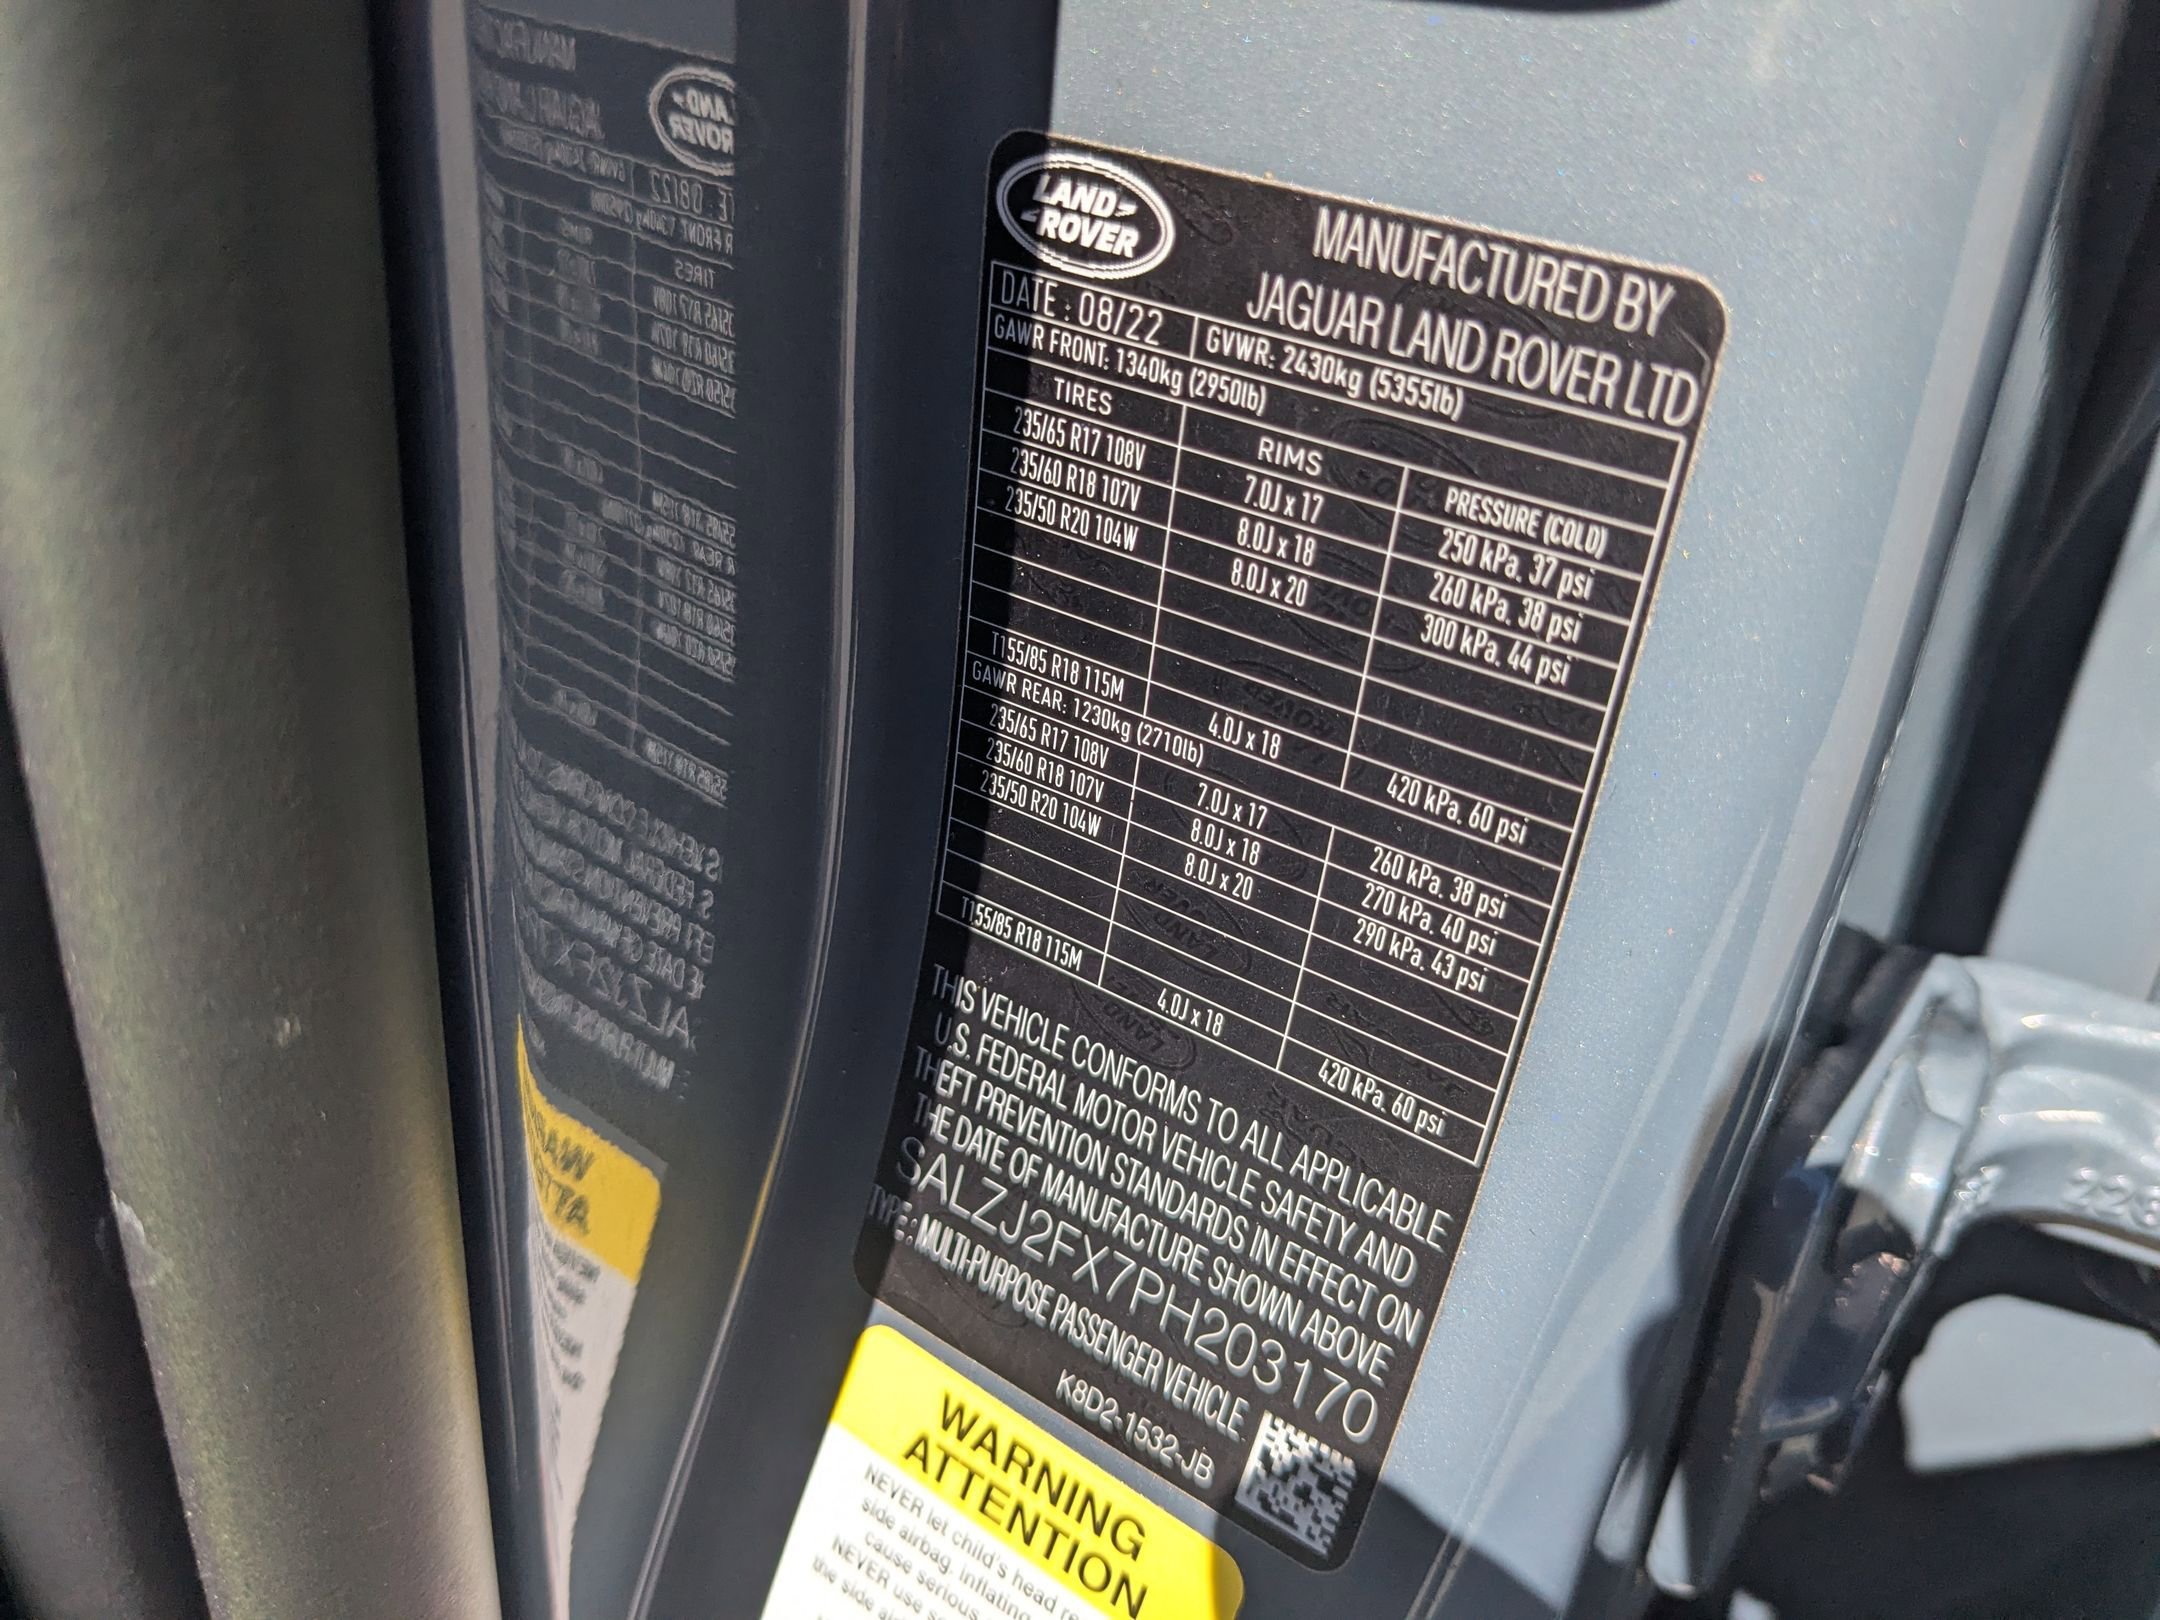 LAND
ROVER
MANUFACTURED BY
JAGUAR LAND ROVER LTD
DATE : 08/22 GVWR: 2430kg (5355lb)
GAWR FRONT: 1340kg (2950lb)
TIRES RIMS PRESSURE (COLD)
235/65 R17 108V 7.0J x 17 250 kPa. 37 psi
235/60 R18 107V 8.0J x 18 260 kPa. 38 psi
235/50 R20 104W 8.0J x 20 300 kPa. 44 psi
T155/85 R18 115M 4.0J x 18 420 kPa. 60 psi
GAWR REAR: 1230kg (2710lb)
235/65 R17 108V 7.0J x 17 260 kPa. 38 psi
235/60 R18 107V 8.0J x 18 270 kPa. 40 psi
235/50 R20 104W 8.0J x 20 290 kPa. 43 psi
T155/85 R18 115M 4.0J x 18 420 kPa. 60 psi
THIS VEHICLE CONFORMS TO ALL APPLICABLE
U.S. FEDERAL MOTOR VEHICLE SAFETY AND
THEFT PREVENTION STANDARDS IN EFFECT ON
THE DATE OF MANUFACTURE SHOWN ABOVE
SALZJ2FX7PH203170
TYPE: MULTI-PURPOSE PASSENGER VEHICLE.
K8D2-1532-JB
WARNING
ATTENTION
NEVER let child's head re
side airbag. Inflating
cause serious
NEVER use
the side